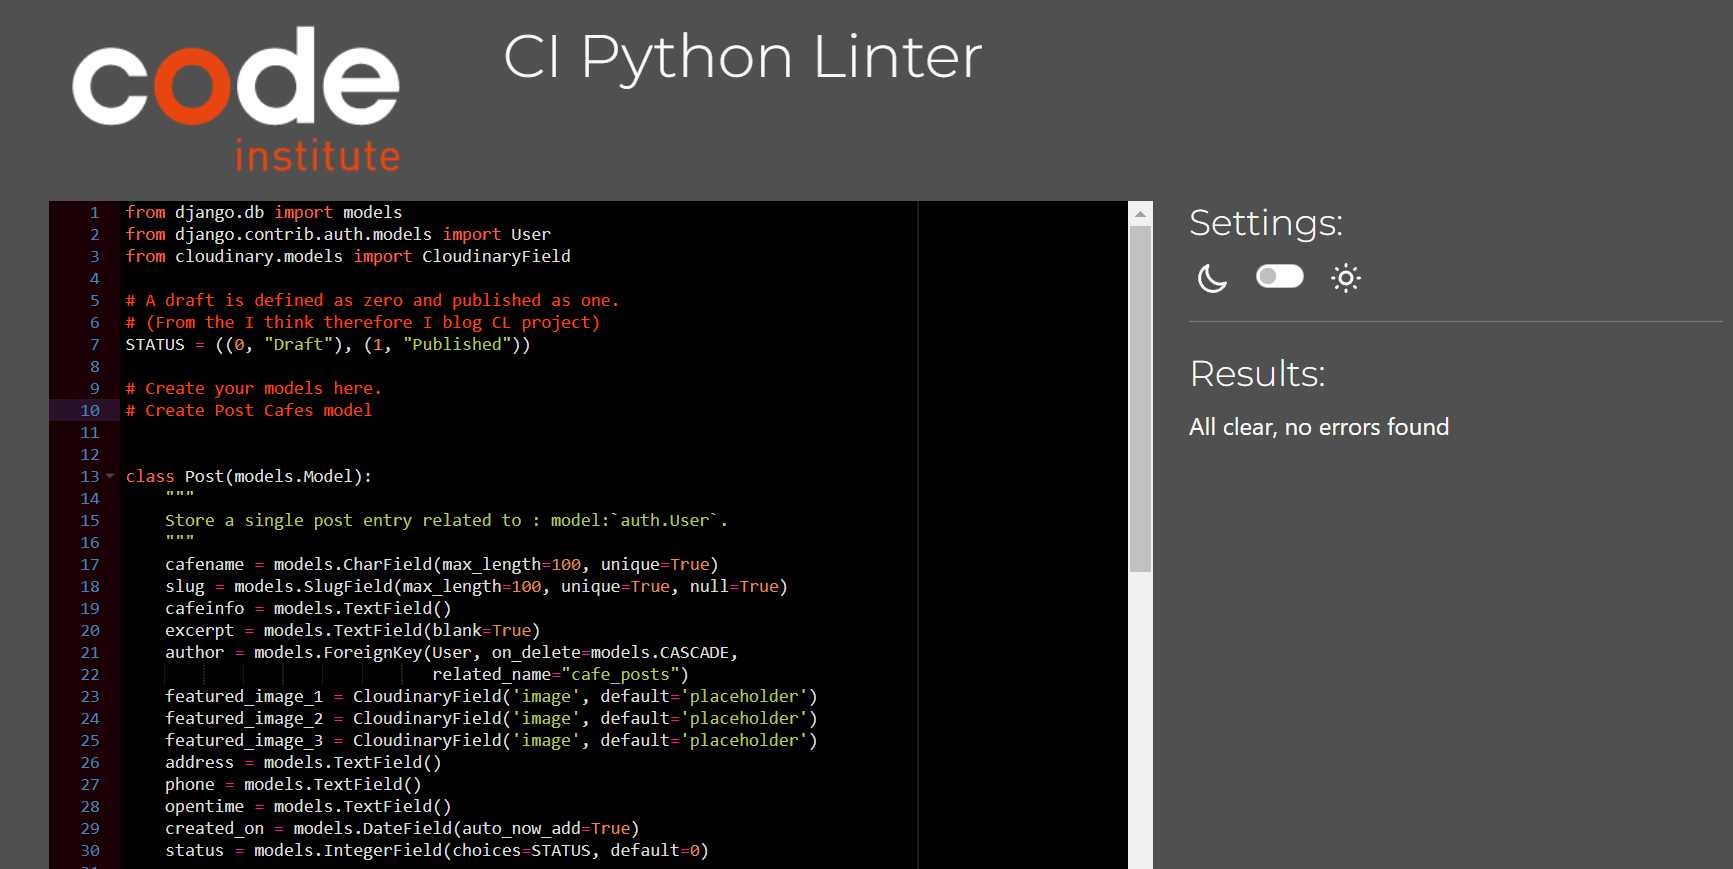 code
institute
CI Python Linter
1 from django.db import models
2 from django.contrib.auth.models import User
3 from cloudinary.models import CloudinaryField
4
5 # A draft is defined as zero and published as one.
6 # (From the I think therefore I blog CL project)
7 STATUS = ((0, "Draft"), (1, "Published"))
8
9 # Create your models here.
10 # Create Post Cafes model
11
12
13 class Post(models.Model):
14     """
15     Store a single post entry related to : model:`auth.User`.
16     """
17     cafename = models.CharField(max_length=100, unique=True)
18     slug = models.SlugField(max_length=100, unique=True, null=True)
19     cafeinfo = models.TextField()
20     excerpt = models.TextField(blank=True)
21     author = models.ForeignKey(User, on_delete=models.CASCADE,
22                                related_name="cafe_posts")
23     featured_image_1 = CloudinaryField('image', default='placeholder')
24     featured_image_2 = CloudinaryField('image', default='placeholder')
25     featured_image_3 = CloudinaryField('image', default='placeholder')
26     address = models.TextField()
27     phone = models.TextField()
28     opentime = models.TextField()
29     created_on = models.DateField(auto_now_add=True)
30     status = models.IntegerField(choices=STATUS, default=0)
Settings:
Results:
All clear, no errors found